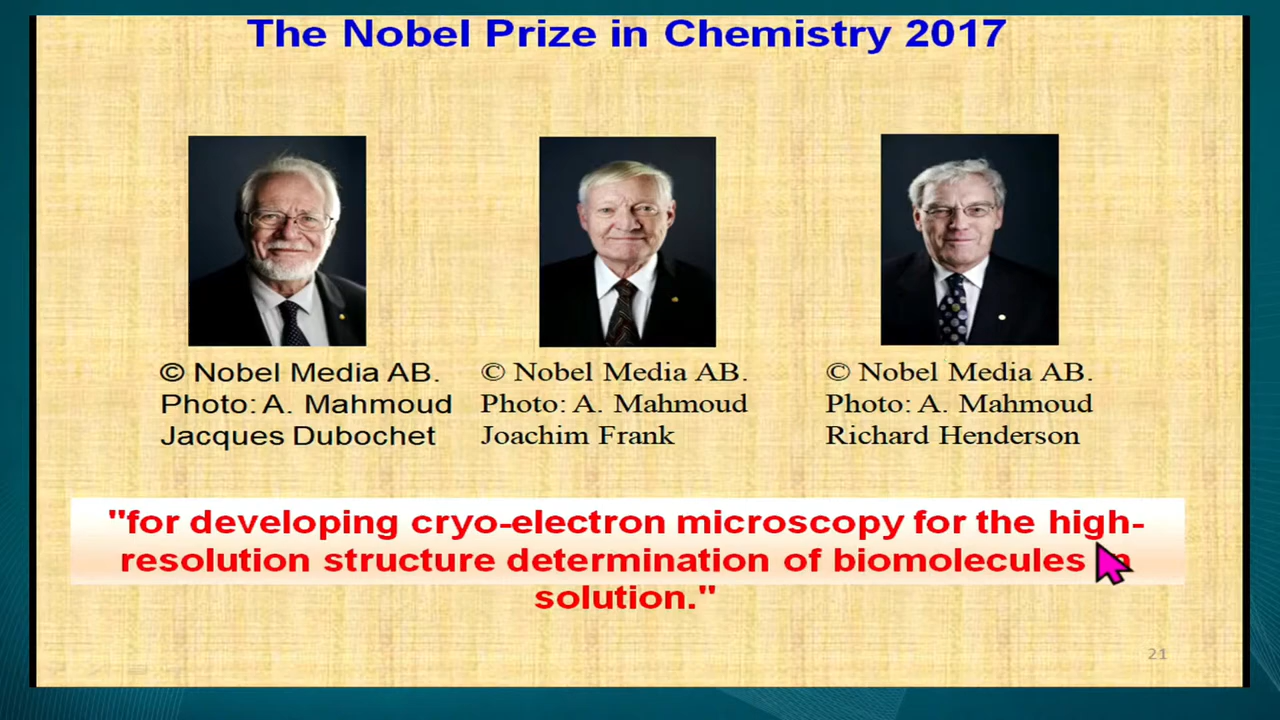 The Nobel Prize in Chemistry 2017
© Nobel Media AB.
Photo: A. Mahmoud
Jacques Dubochet
© Nobel Media AB.
Photo: A. Mahmoud
Joachim Frank
© Nobel Media AB.
Photo: A. Mahmoud
Richard Henderson
"for developing cryo-electron microscopy for the high-
resolution structure determination of biomolecules in
solution."
21